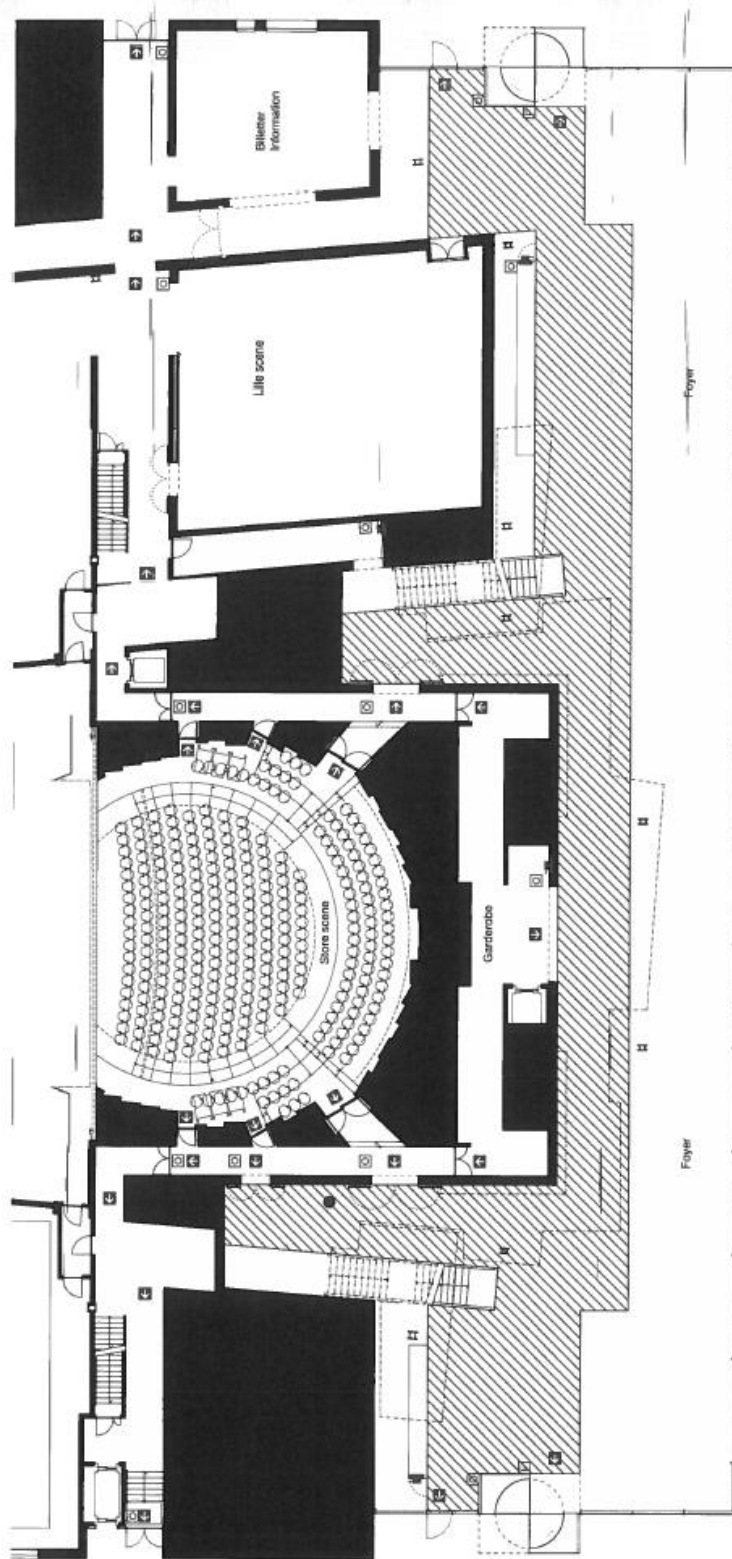 Billetter
Information
Lille scene
Foyer
Store scene
Garderobe
Foyer